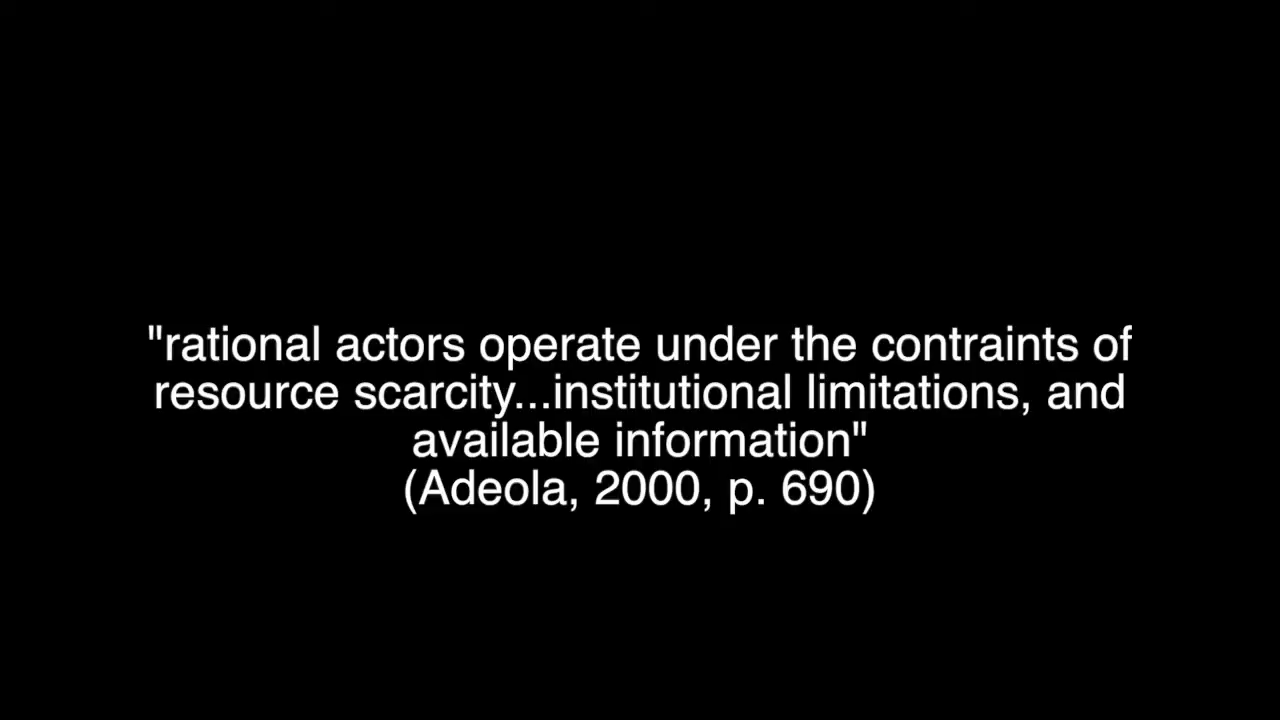 "rational actors operate under the contraints of
resource scarcity...institutional limitations, and
available information"
(Adeola, 2000, p. 690)